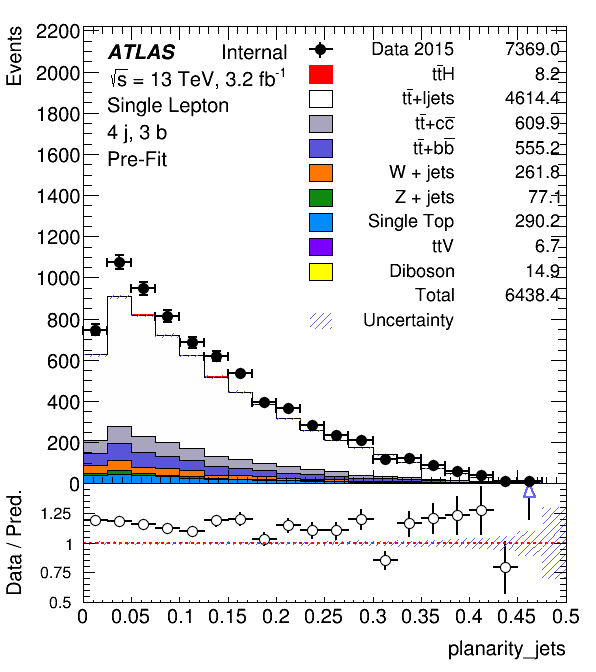 Events
2200
2000
1800
1600
1400
1200
1000
800
600
400
200
0
ATLAS Internal
√s = 13 TeV, 3.2 fb⁻¹
Single Lepton
4 j, 3 b
Pre-Fit
Data 2015 7369.0
tt̄H 8.2
tt̄+ljets 4614.4
tt̄+cc̄ 609.9
tt̄+bb̄ 555.2
W + jets 261.8
Z + jets 77.1
Single Top 290.2
ttV 6.7
Diboson 14.9
Total 6438.4
Uncertainty
Data / Pred.
1.25
1
0.75
0.5
0 0.05 0.1 0.15 0.2 0.25 0.3 0.35 0.4 0.45 0.5
planarity_jets